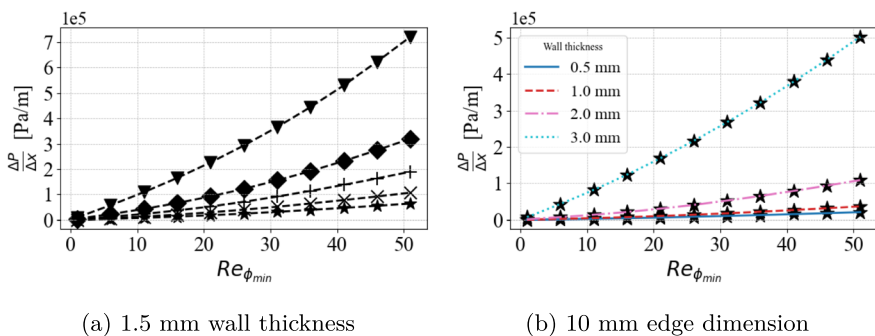 1e5
7
6
5
4
3
2
1
0
ΔP/Δx [Pa/m]
0 10 20 30 40 50
Re_ϕmin
(a) 1.5 mm wall thickness
1e5
5
4
3
2
1
0
ΔP/Δx [Pa/m]
Wall thickness
0.5 mm
1.0 mm
2.0 mm
3.0 mm
0 10 20 30 40 50
Re_ϕmin
(b) 10 mm edge dimension